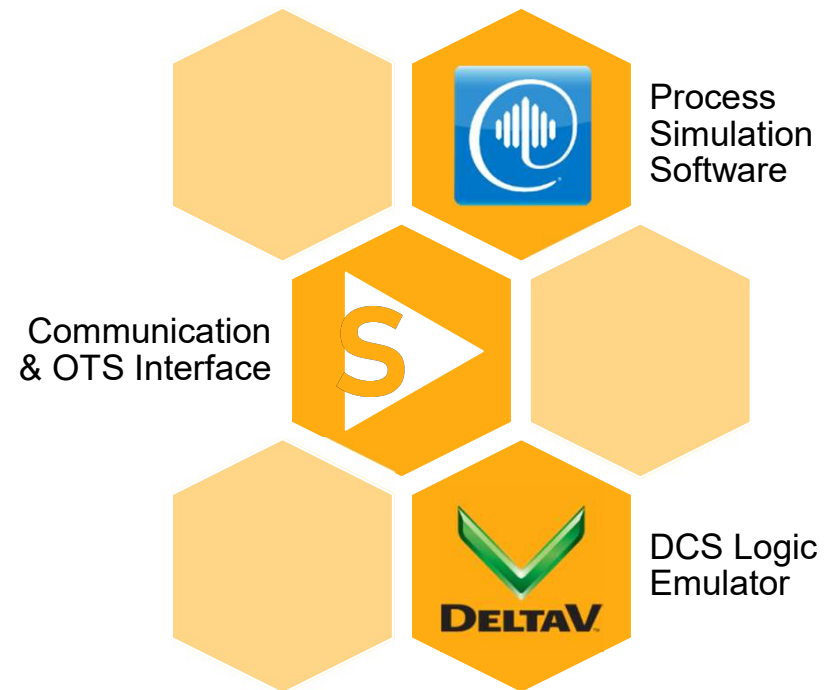 Process
Simulation
Software
Communication
& OTS Interface
S
DELTAV
DCS Logic
Emulator